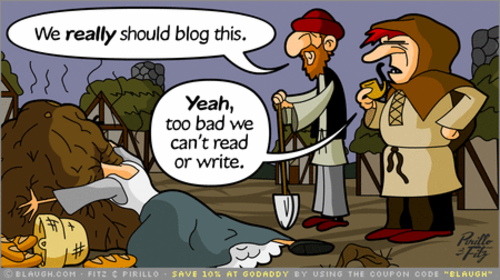 We really should blog this.
Yeah,
too bad we
can't read
or write.
Pirillo
& Fitz
© BLAUGH.COM - FITZ & PIRILLO - SAVE 10% AT GODADDY BY USING THE COUPON CODE "BLAUGH"